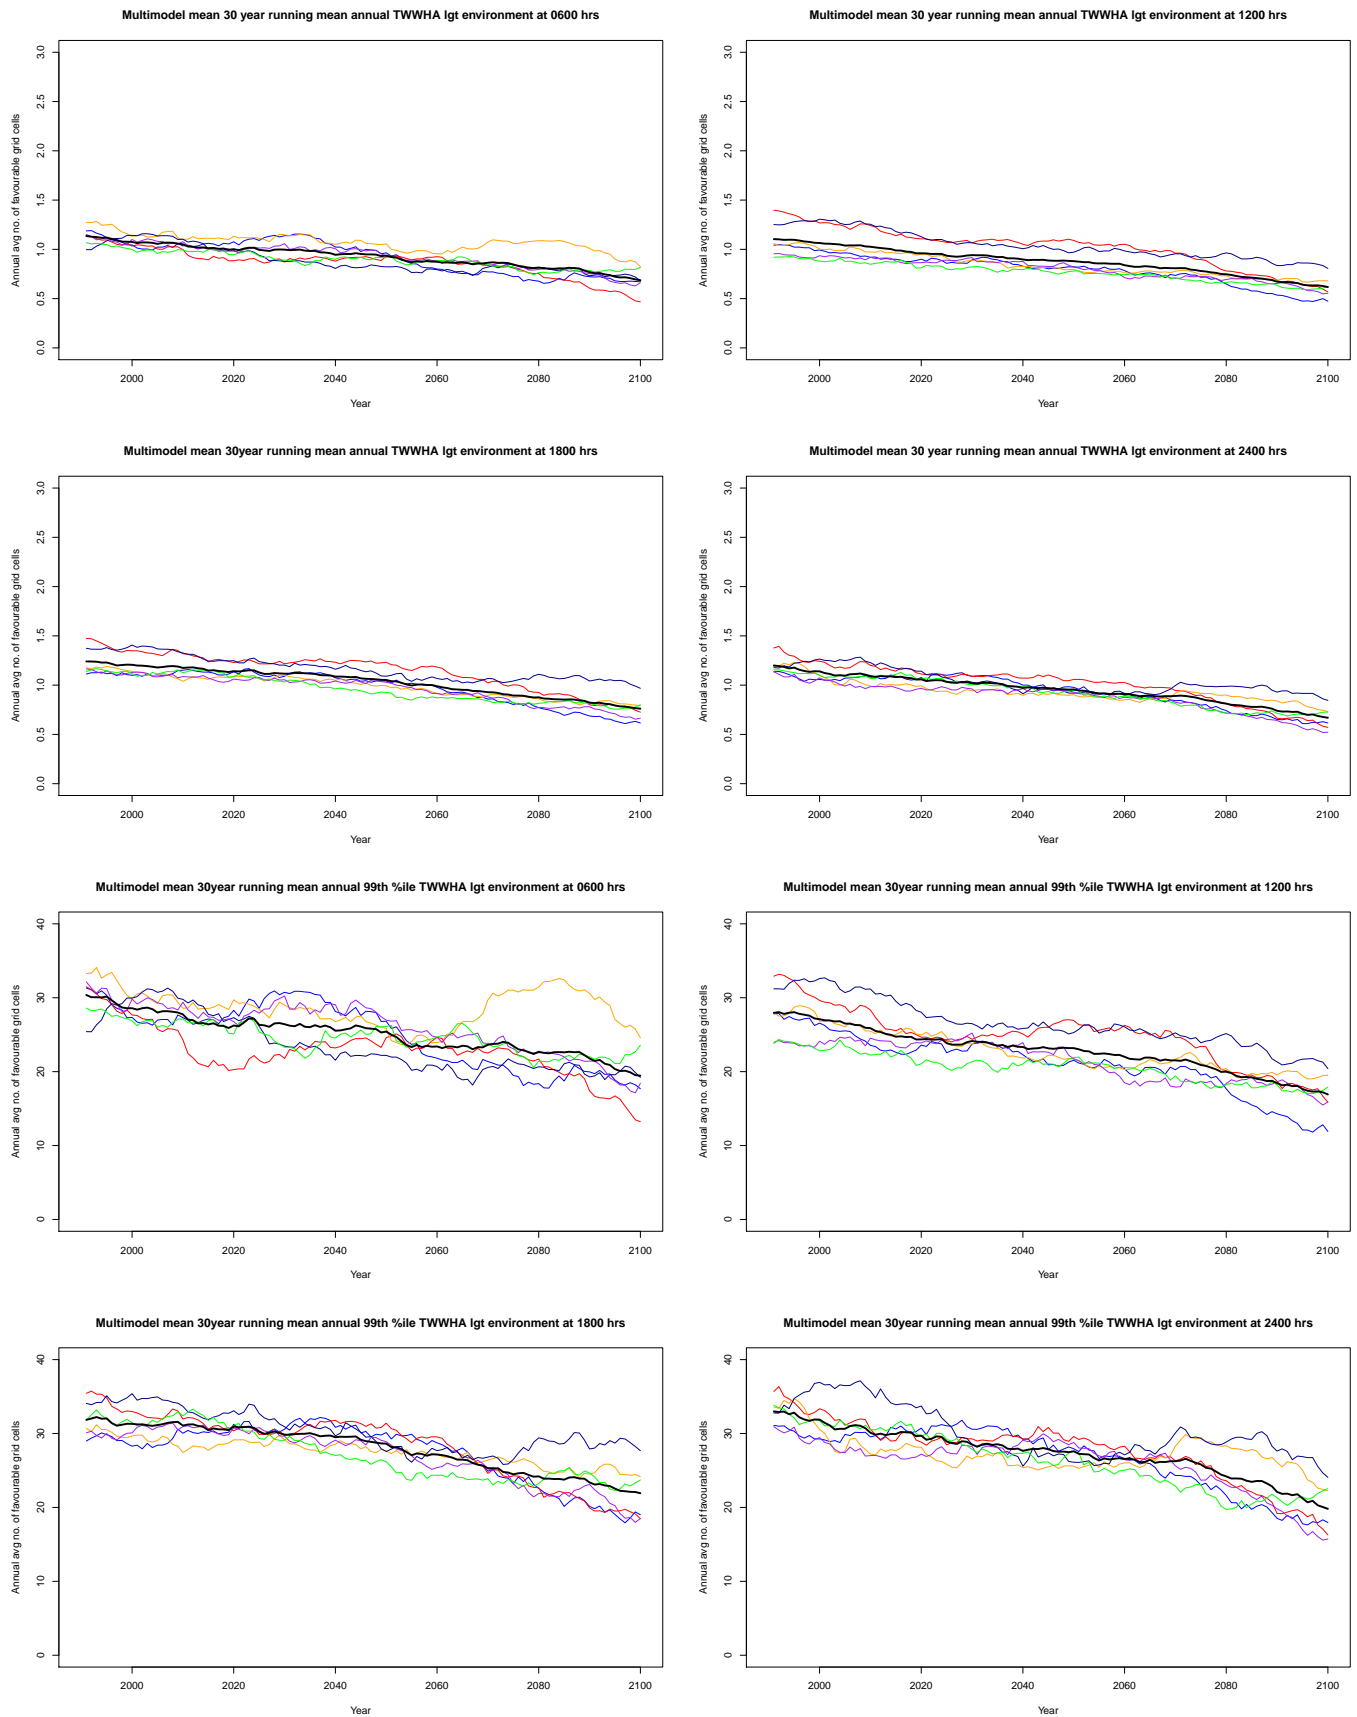 Multimodel mean 30 year running mean annual TWWHA lgt environment at 0600 hrs
Annual avg no. of favourable grid cells
3.0
2.5
2.0
1.5
1.0
0.5
0.0
2000 2020 2040 2060 2080 2100
Year
Multimodel mean 30 year running mean annual TWWHA lgt environment at 1200 hrs
Annual avg no. of favourable grid cells
3.0
2.5
2.0
1.5
1.0
0.5
0.0
2000 2020 2040 2060 2080 2100
Year
Multimodel mean 30year running mean annual TWWHA lgt environment at 1800 hrs
Annual avg no. of favourable grid cells
3.0
2.5
2.0
1.5
1.0
0.5
0.0
2000 2020 2040 2060 2080 2100
Year
Multimodel mean 30 year running mean annual TWWHA lgt environment at 2400 hrs
Annual avg no. of favourable grid cells
3.0
2.5
2.0
1.5
1.0
0.5
0.0
2000 2020 2040 2060 2080 2100
Year
Multimodel mean 30year running mean annual 99th %ile TWWHA lgt environment at 0600 hrs
Annual avg no. of favourable grid cells
40
30
20
10
0
2000 2020 2040 2060 2080 2100
Year
Multimodel mean 30year running mean annual 99th %ile TWWHA lgt environment at 1200 hrs
Annual avg no. of favourable grid cells
40
30
20
10
0
2000 2020 2040 2060 2080 2100
Year
Multimodel mean 30year running mean annual 99th %ile TWWHA lgt environment at 1800 hrs
Annual avg no. of favourable grid cells
40
30
20
10
0
2000 2020 2040 2060 2080 2100
Year
Multimodel mean 30year running mean annual 99th %ile TWWHA lgt environment at 2400 hrs
Annual avg no. of favourable grid cells
40
30
20
10
0
2000 2020 2040 2060 2080 2100
Year